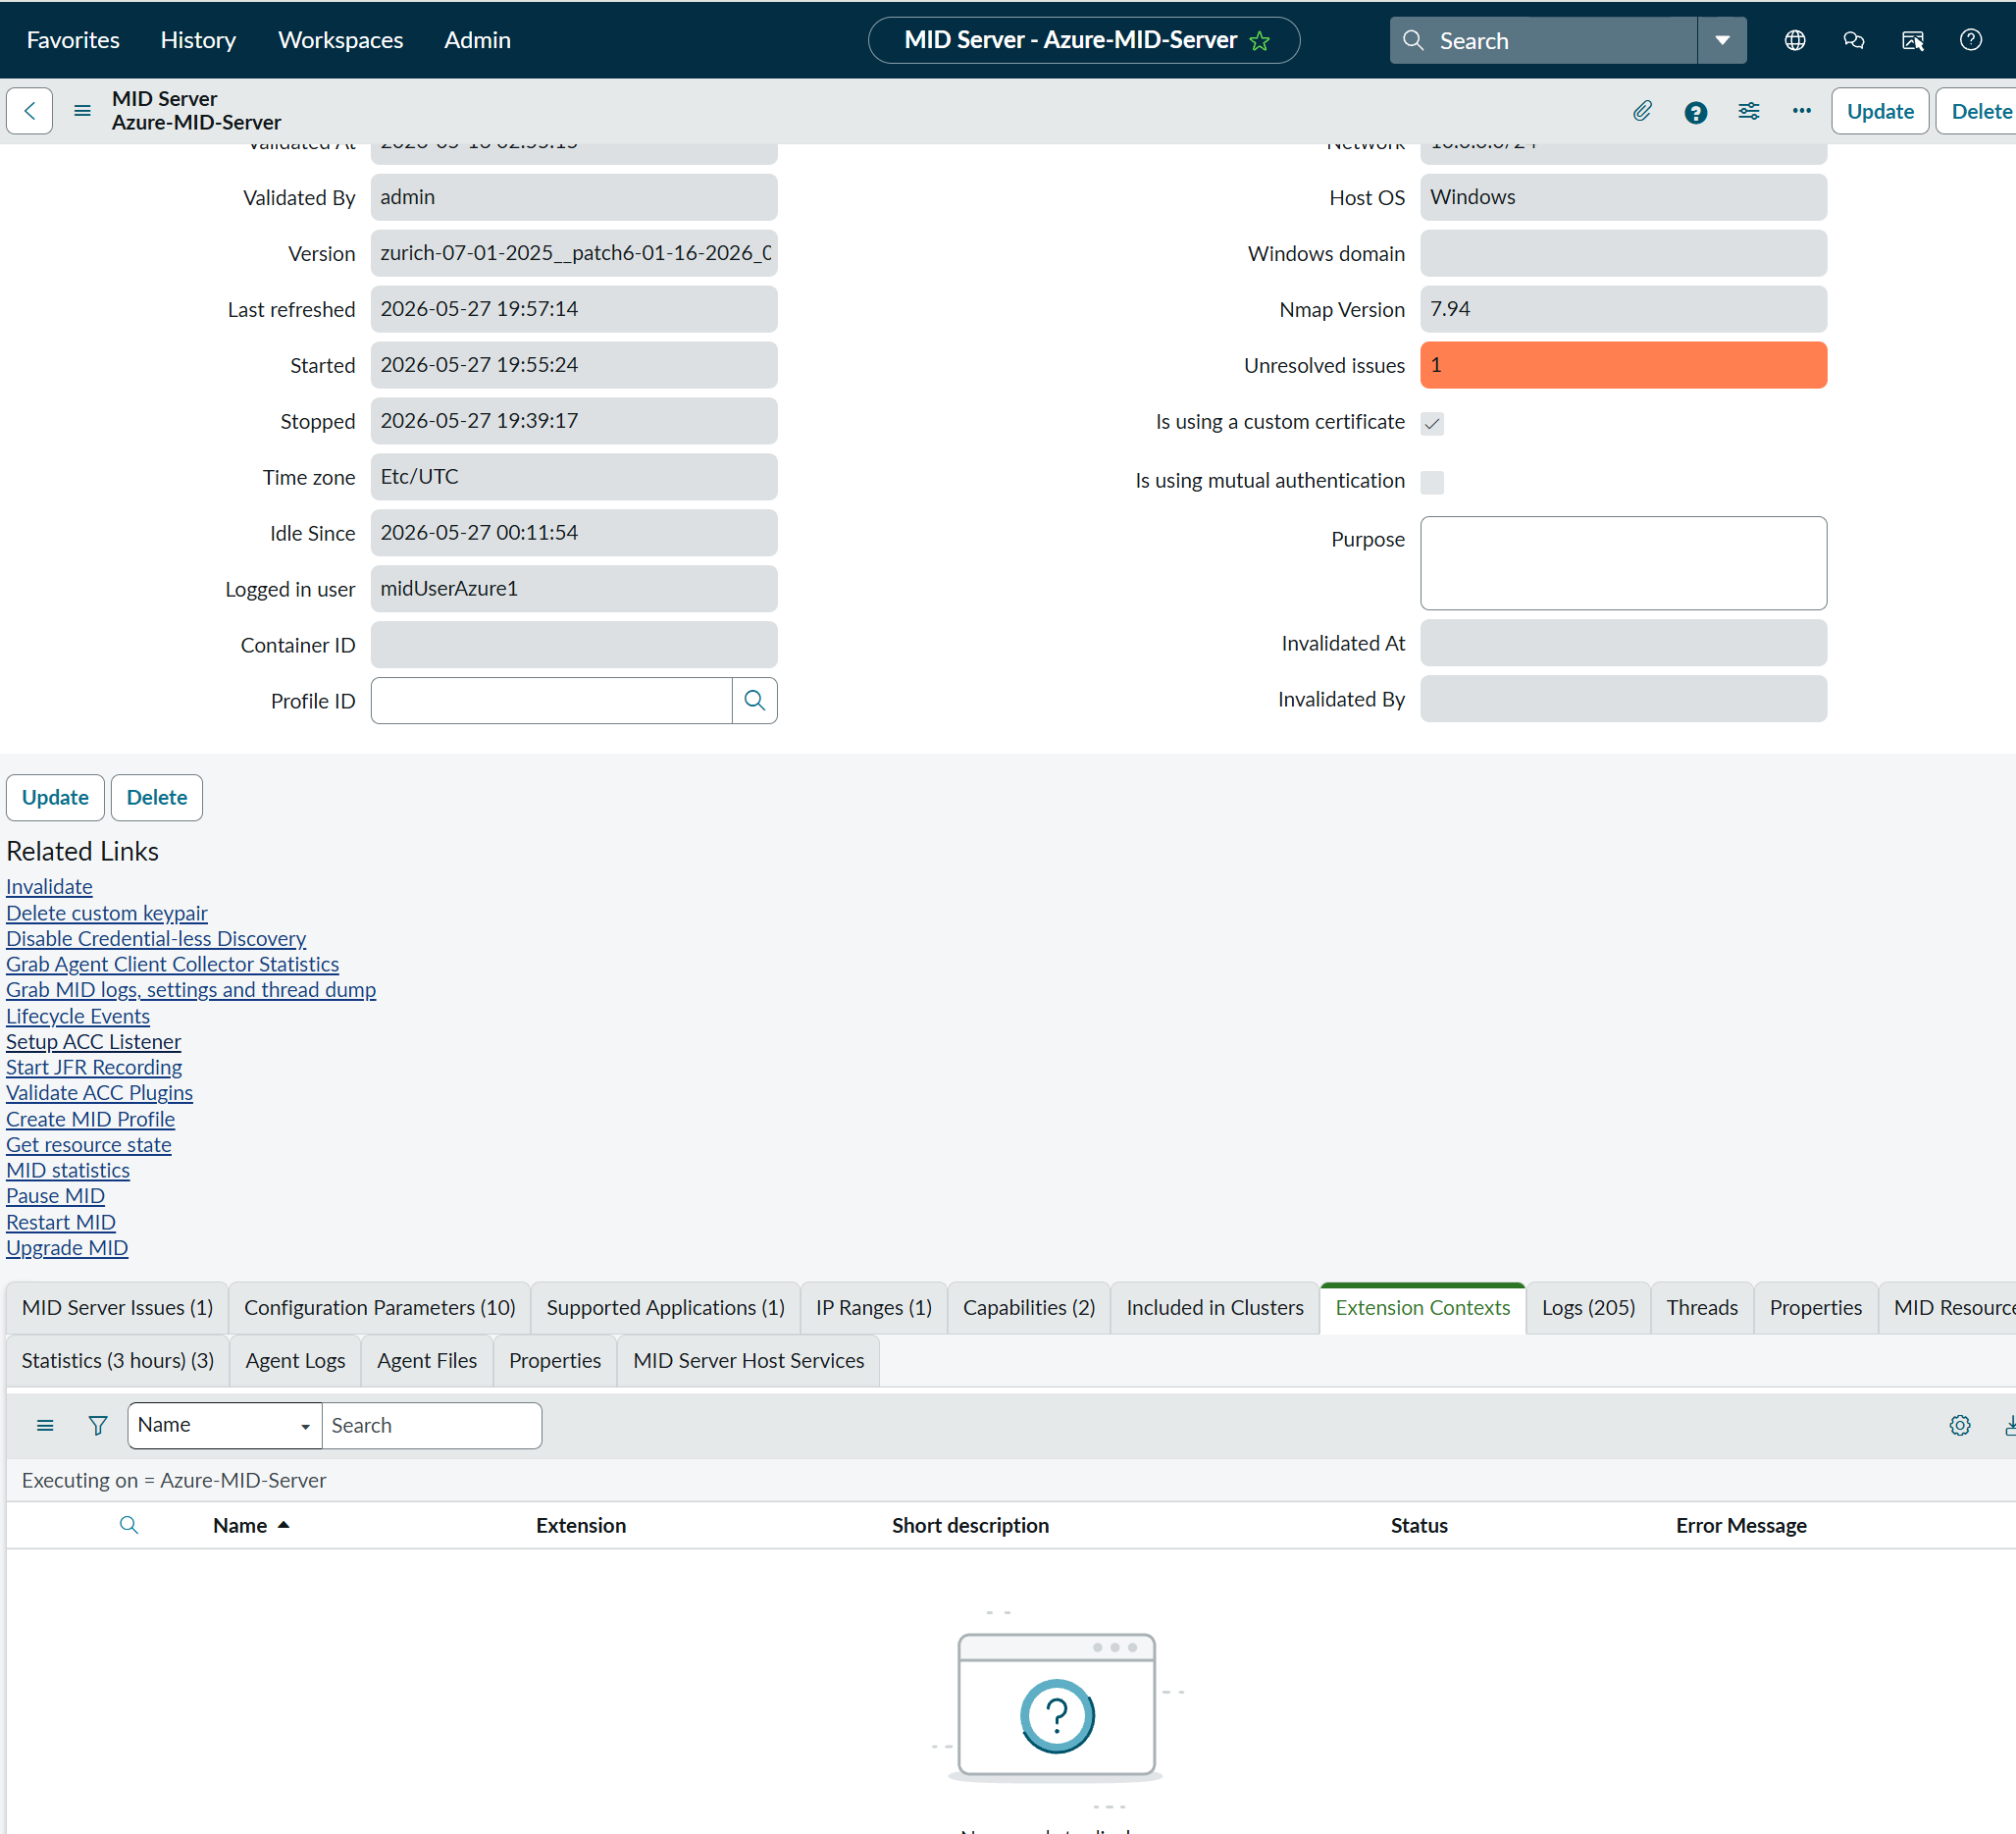 Favorites History Workspaces Admin MID Server - Azure-MID-Server Search
MID Server
Azure-MID-Server
Update Delete
Validated At
Network
Validated By admin
Host OS Windows
Version zurich-07-01-2025__patch6-01-16-2026_0
Windows domain
Last refreshed 2026-05-27 19:57:14
Nmap Version 7.94
Started 2026-05-27 19:55:24
Unresolved issues 1
Stopped 2026-05-27 19:39:17
Is using a custom certificate
Time zone Etc/UTC
Is using mutual authentication
Idle Since 2026-05-27 00:11:54
Purpose
Logged in user midUserAzure1
Container ID
Invalidated At
Profile ID
Invalidated By
Update Delete
Related Links
Invalidate
Delete custom keypair
Disable Credential-less Discovery
Grab Agent Client Collector Statistics
Grab MID logs, settings and thread dump
Lifecycle Events
Setup ACC Listener
Start JFR Recording
Validate ACC Plugins
Create MID Profile
Get resource state
MID statistics
Pause MID
Restart MID
Upgrade MID
MID Server Issues (1) Configuration Parameters (10) Supported Applications (1) IP Ranges (1) Capabilities (2) Included in Clusters Extension Contexts Logs (205) Threads Properties MID Resource
Statistics (3 hours) (3) Agent Logs Agent Files Properties MID Server Host Services
Name Search
Executing on = Azure-MID-Server
Name Extension Short description Status Error Message